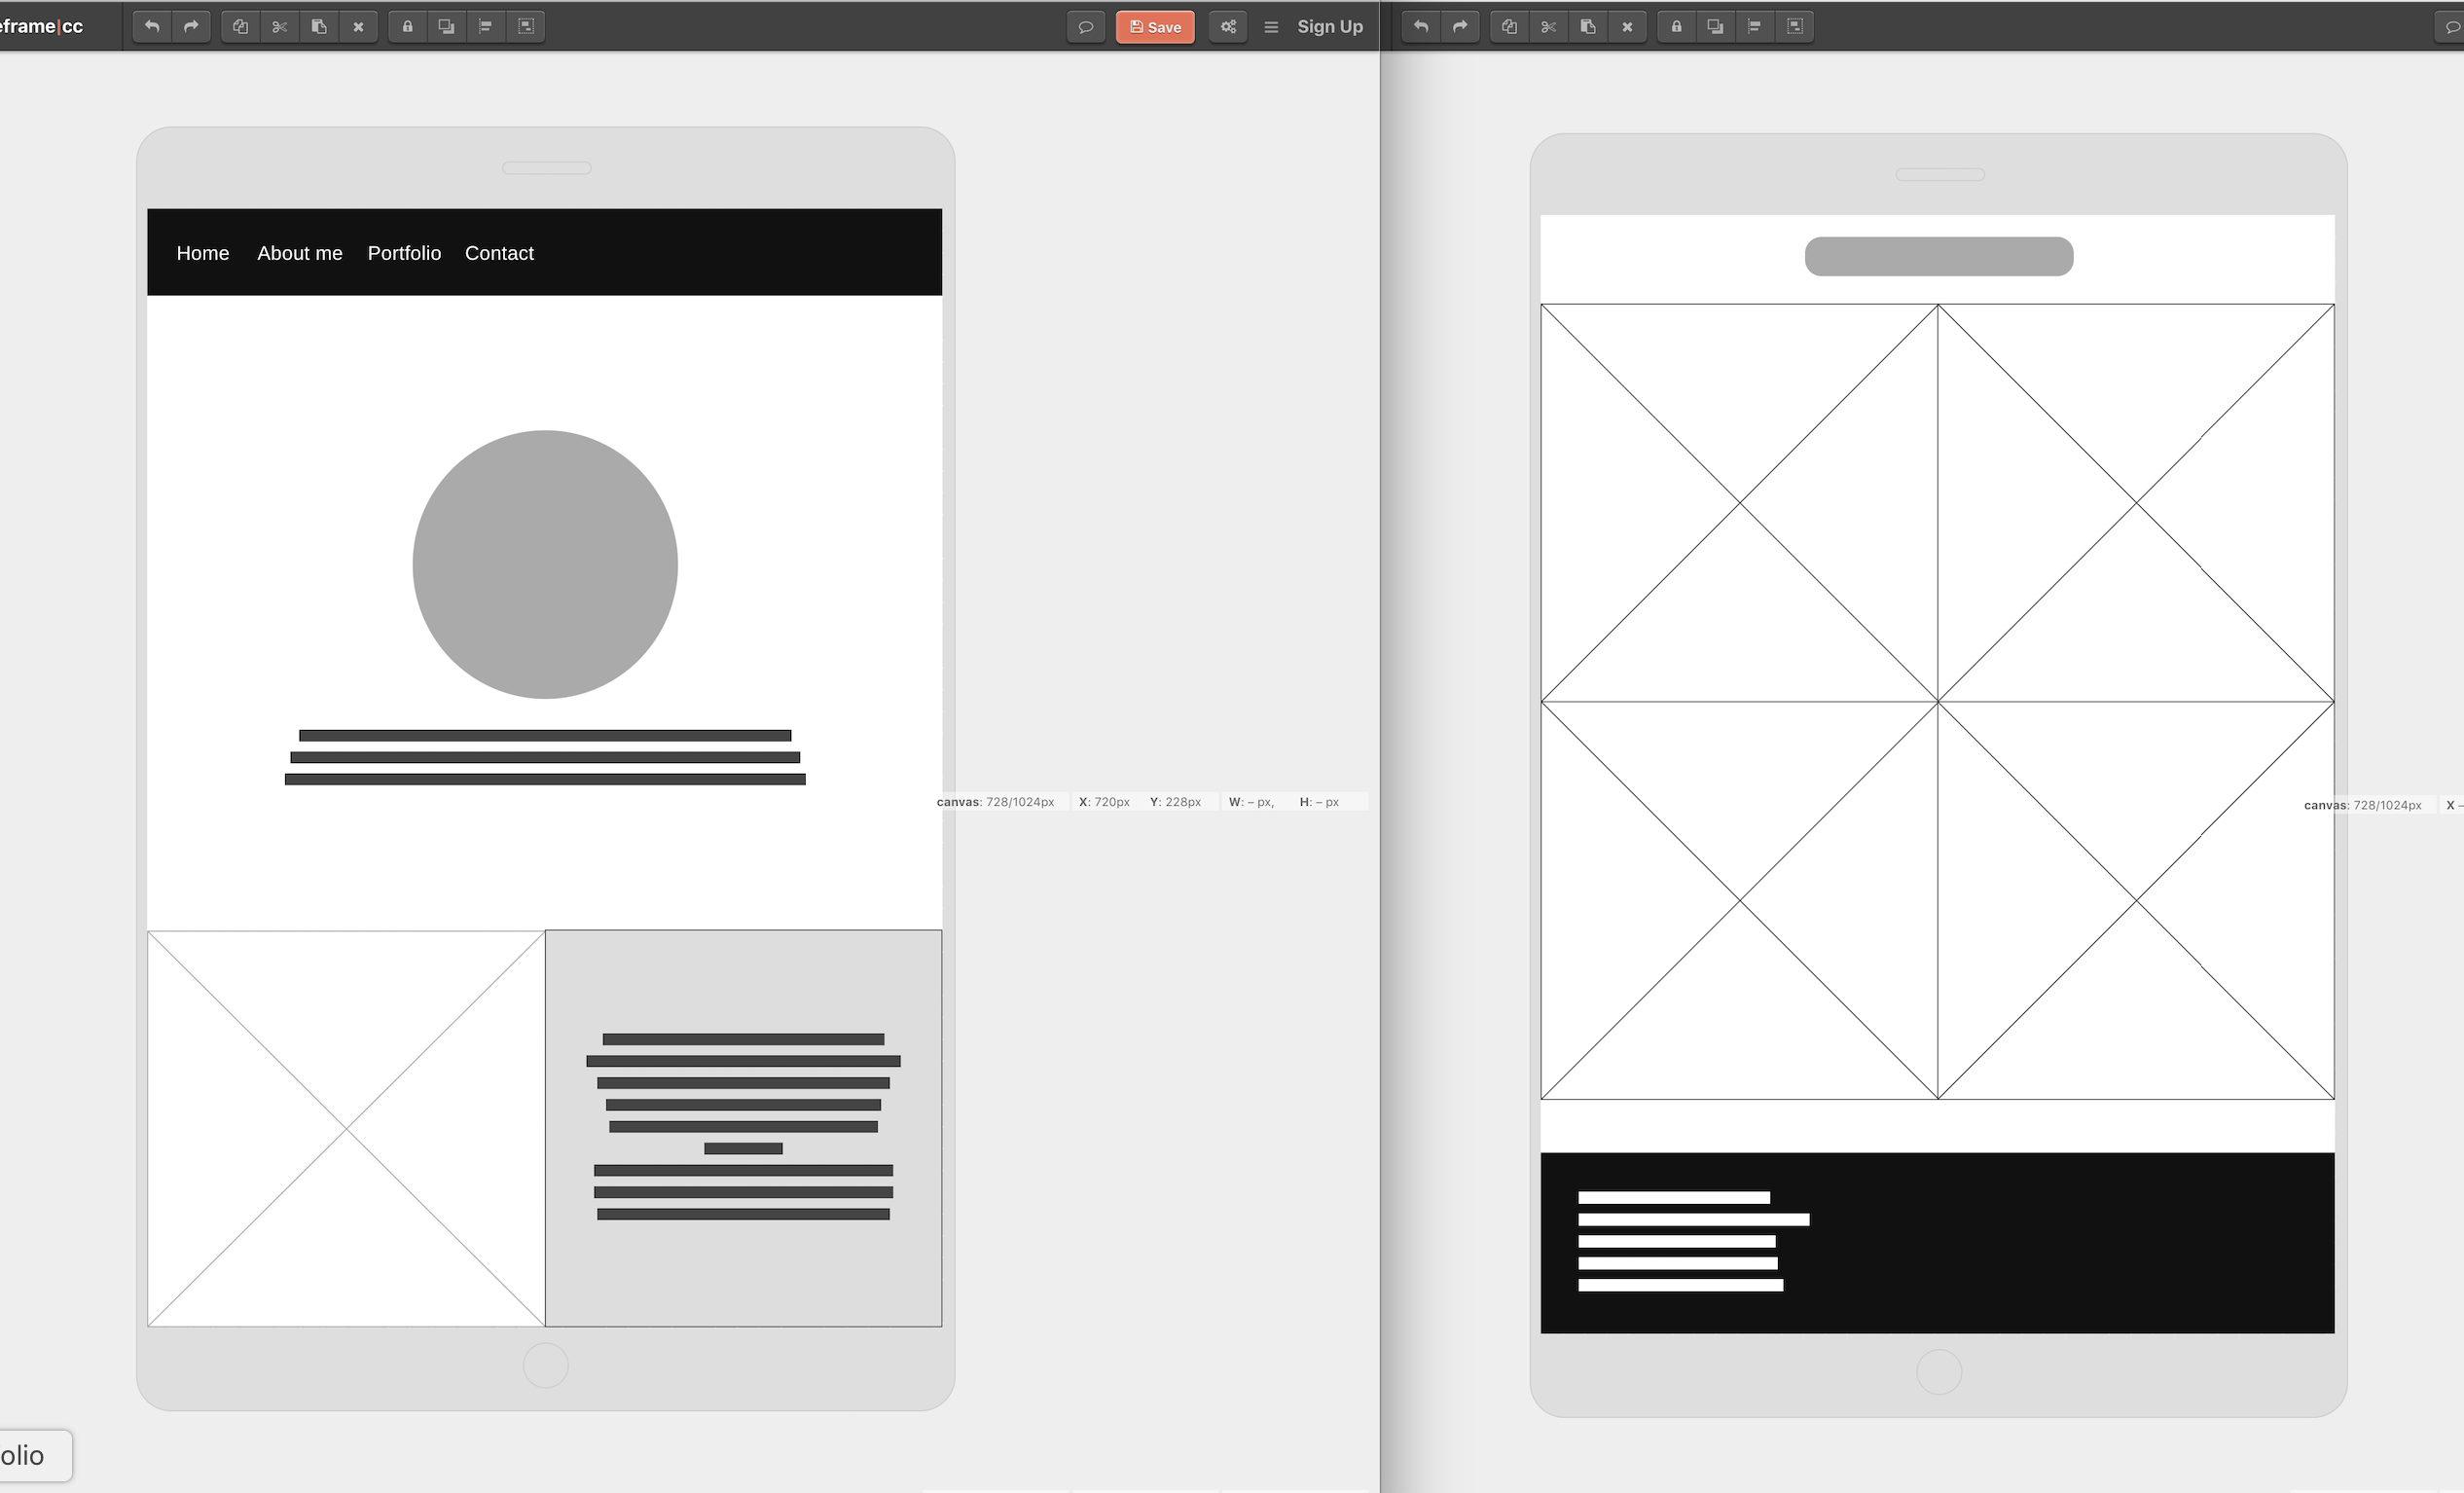 eframe|cc
Save
Sign Up
Home About me Portfolio Contact
canvas: 728/1024px X: 720px Y: 228px W: – px, H: – px
canvas: 728/1024px X –
olio